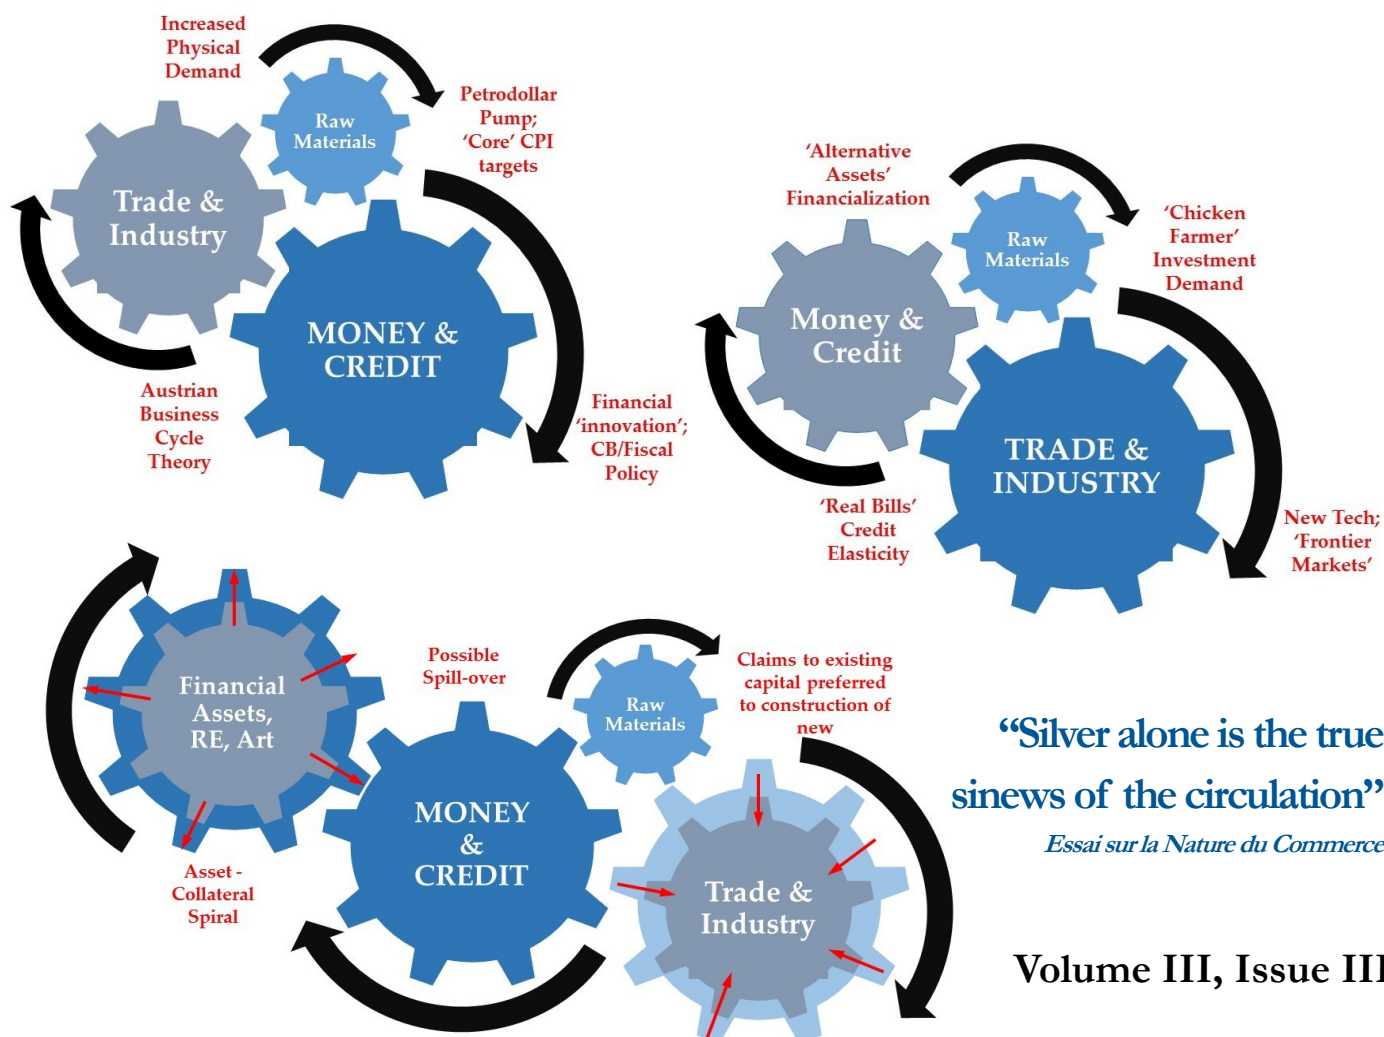 Increased
Physical
Demand
Raw
Materials
Petrodollar
Pump;
‘Core’ CPI
targets
Trade &
Industry
MONEY &
CREDIT
Austrian
Business
Cycle
Theory
Financial
‘innovation’;
CB/Fiscal
Policy
‘Alternative
Assets’
Financialization
Raw
Materials
‘Chicken
Farmer’
Investment
Demand
Money &
Credit
TRADE &
INDUSTRY
‘Real Bills’
Credit
Elasticity
New Tech;
‘Frontier
Markets’
Financial
Assets,
RE, Art
Possible
Spill-over
Raw
Materials
Claims to existing
capital preferred
to construction of
new
MONEY
&
CREDIT
Asset -
Collateral
Spiral
Trade &
Industry
“Silver alone is the true
sinews of the circulation”
Essai sur la Nature du Commerce
Volume III, Issue III